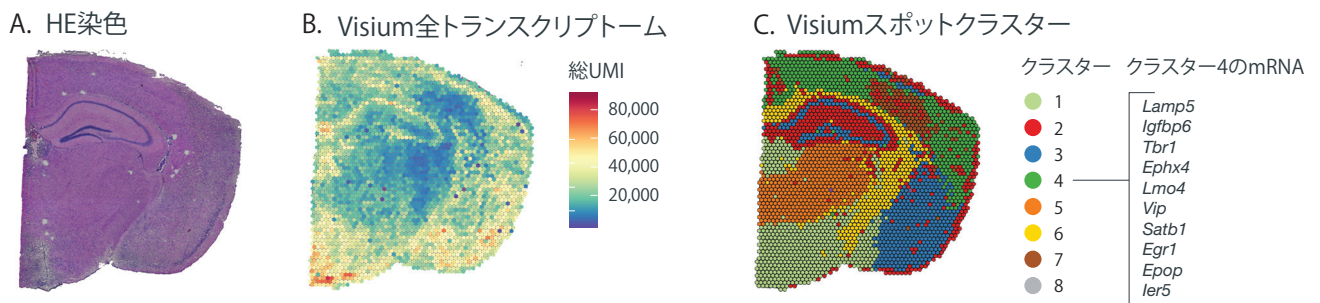 A. HE染色
B. Visium全トランスクリプトーム
総UMI
80,000
60,000
40,000
20,000
C. Visiumスポットクラスター
クラスター クラスター4のmRNA
1
2
3
4
5
6
7
8
Lamp5
Igfbp6
Tbr1
Ephx4
Lmo4
Vip
Satb1
Egr1
Epop
Ier5